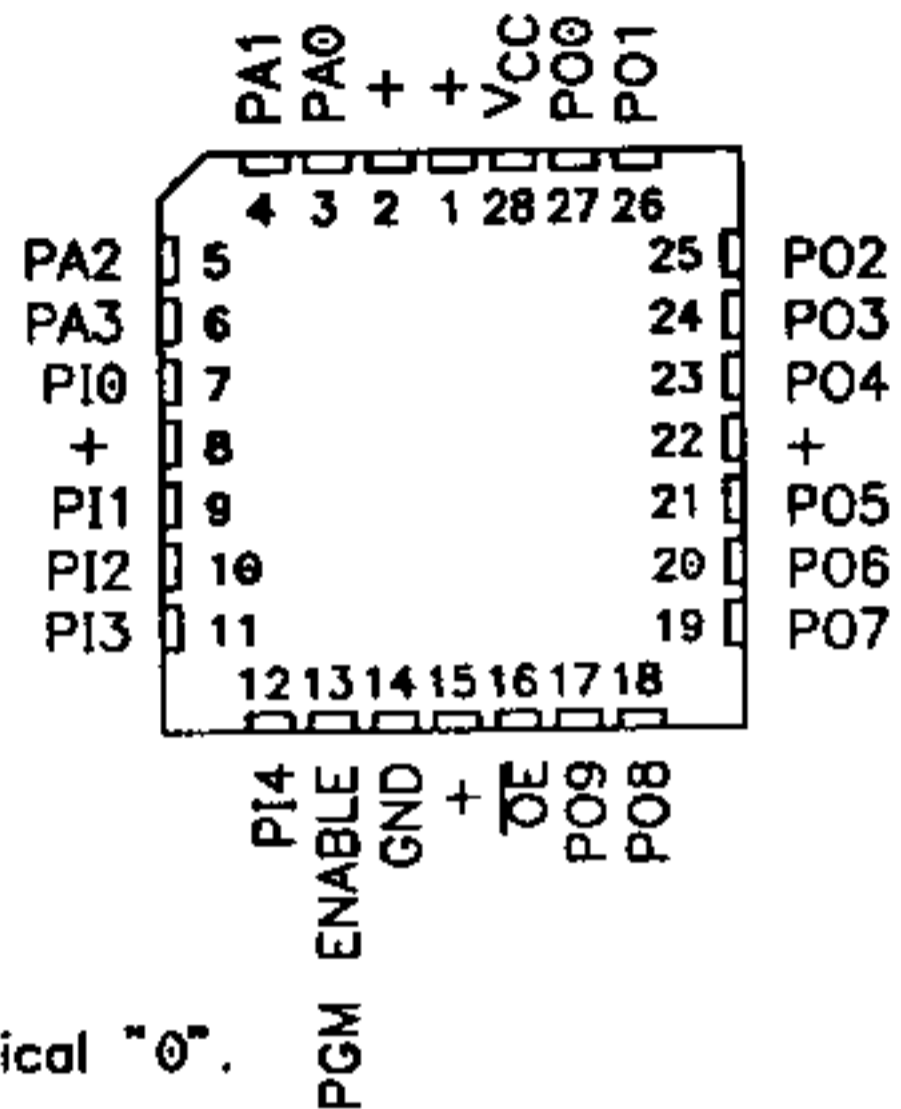 PA1 PA0 + + VCC PO0 PO1
4 3 2 1 28 27 26
PA2 5 25 PO2
PA3 6 24 PO3
PI0 7 23 PO4
+ 8 22 +
PI1 9 21 PO5
PI2 10 20 PO6
PI3 11 19 PO7
12 13 14 15 16 17 18
PI4 PGM ENABLE GND + O̅E̅ PO9 PO8
ical "0".